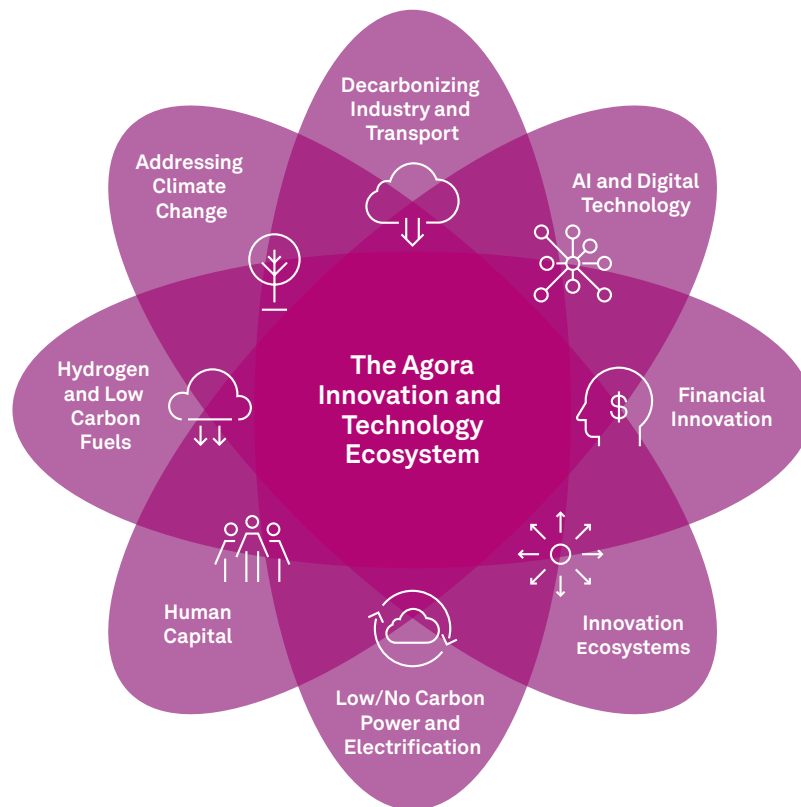 Decarbonizing
Industry and
Transport
Addressing
Climate
Change
AI and Digital
Technology
Hydrogen
and Low
Carbon
Fuels
The Agora
Innovation and
Technology
Ecosystem
$
Financial
Innovation
Human
Capital
Innovation
Ecosystems
Low/No Carbon
Power and
Electrification